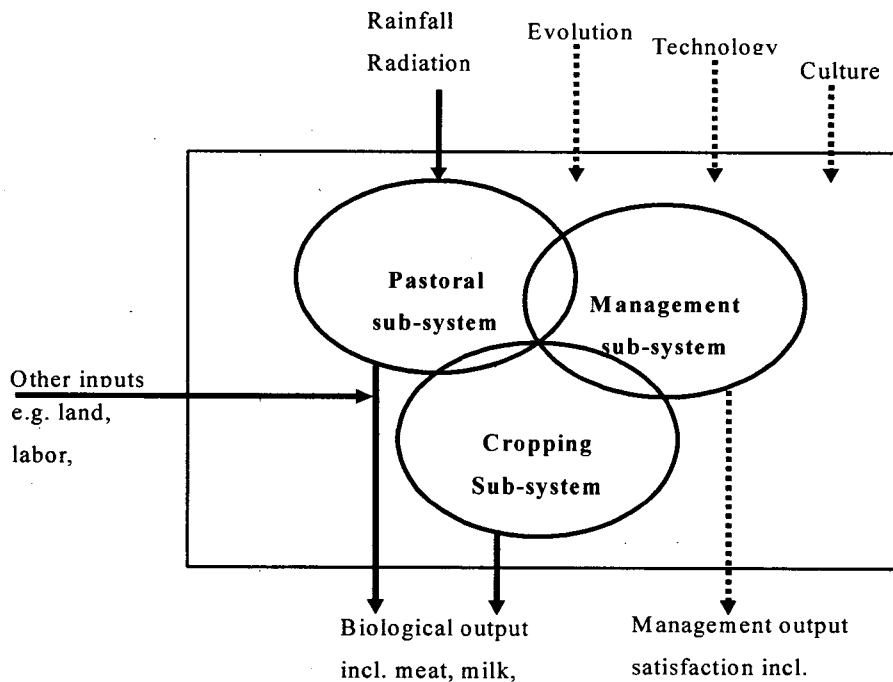 Rainfall
Radiation
Evolution
Technology
Culture
Pastoral
sub-system
Management
sub-system
Other inputs
e.g. land,
labor,
Cropping
Sub-system
Biological output
incl. meat, milk,
Management output
satisfaction incl.